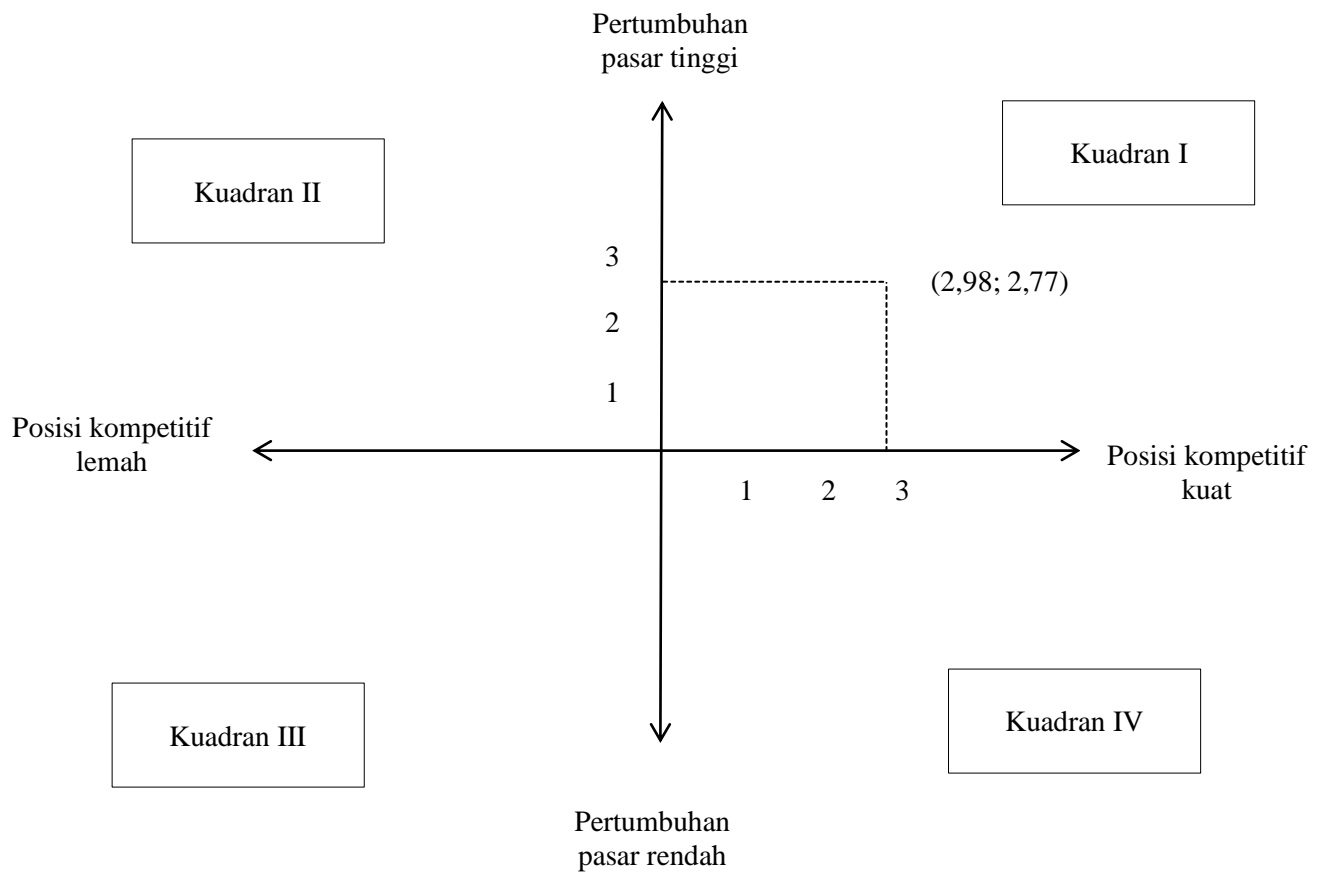 Pertumbuhan
pasar tinggi
Kuadran I
Kuadran II
3
(2,98; 2,77)
2
1
Posisi kompetitif
lemah
Posisi kompetitif
kuat
1 2 3
Kuadran III
Kuadran IV
Pertumbuhan
pasar rendah